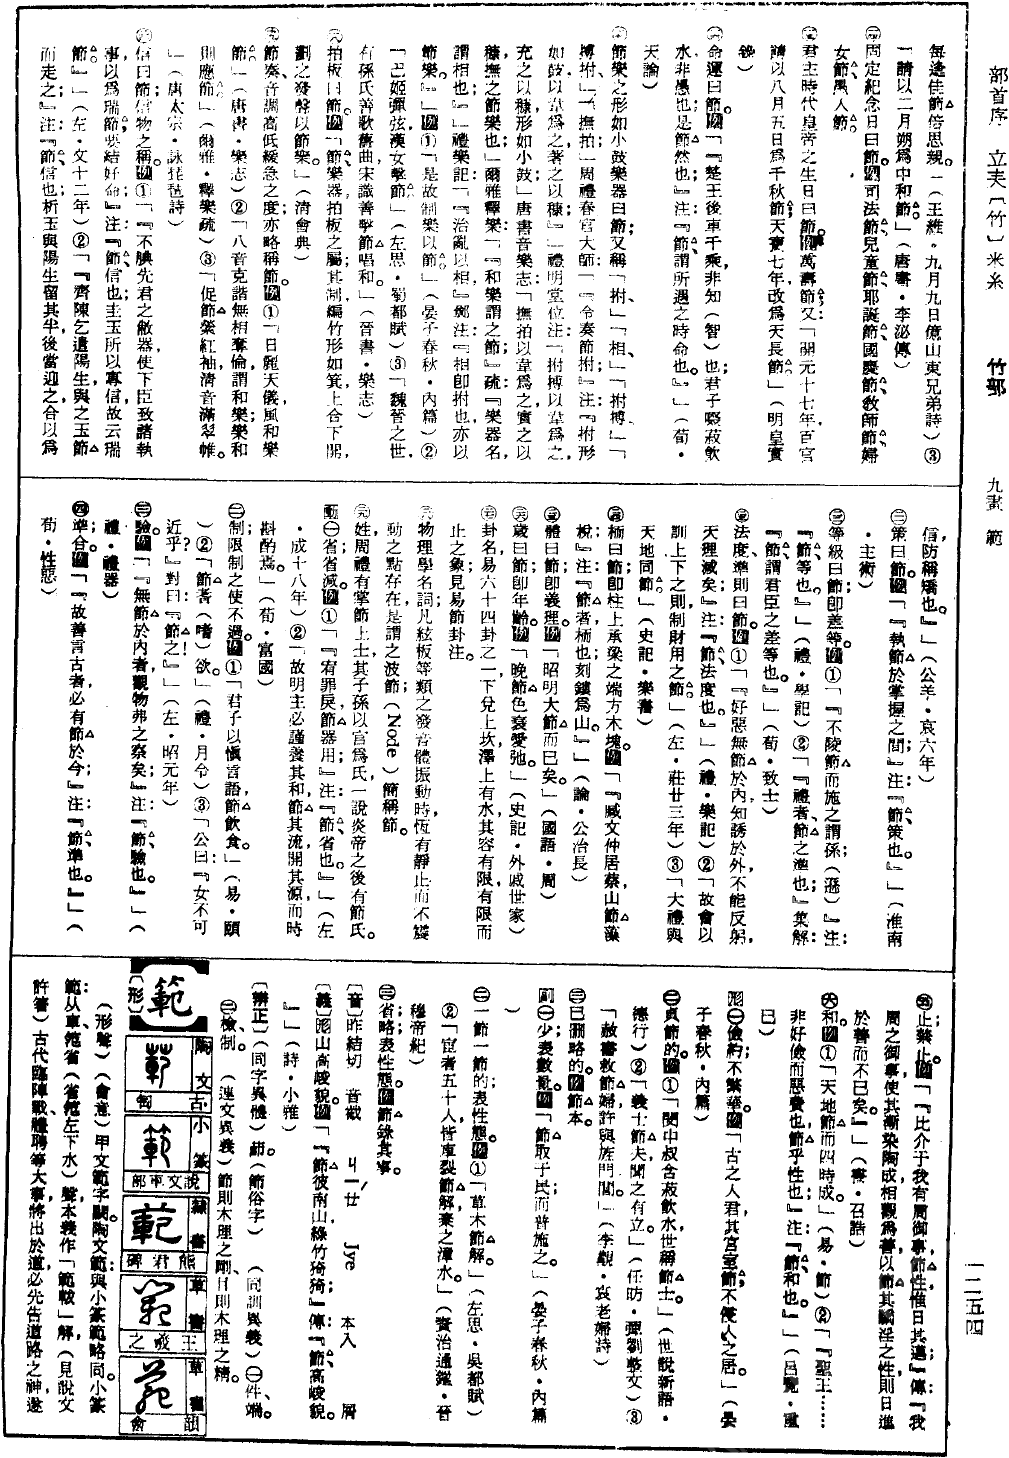 部首序　立夫〔竹〕米糸　竹部　九畫　範　一二五四
每逢佳節倍思親。」（王維・九月九日憶山東兄弟詩）③
「請以二月朔爲中和節。」（唐書・李泌傳）
周定紀念日曰節。例司法節、兒童節、耶誕節、國慶節、教師節、婦
女節、愚人節。
君主時代皇帝之生日曰節。例萬壽節。又「開元十七年，百官
請以八月五日爲千秋節；天寶七年，改爲天長節」（明皇實
錄）
命運曰節。例「『楚王後車千乘，非知（智）也；君子啜菽飲
水，非愚也；是節然也』注：『節，謂所遇之時命也。』」（荀・
天論）
節樂之形如小鼓樂器曰節；又稱「拊」、「相」、「拊搏」、「
搏拊」、「撫拍」。周禮春官大師：「令奏節拊」注：「拊形
如鼓，以韋爲之，著之以糠」；禮明堂位注：「拊搏，以韋爲之，
充之以糠，形如小鼓」；唐書音樂志：「撫拍，以韋爲之，實之以
糠，撫之節樂也」；爾雅釋樂：「和樂謂之節」疏：「樂器名，
謂相也」；禮樂記：「『治亂以相』鄭注：『相卽拊也，亦以
節樂。』」例①「是故制樂以節。」（晏子春秋・內篇）②
「巴姬彈弦，漢女擊節」（左思・蜀都賦）③「魏晉之世，
有孫氏善歌舊曲，宋識善擊節唱和。」（晉書・樂志）
拍板曰節。例「節，樂器，拍板之屬，其制編竹形如箕，上合下開，
劃之發聲以節樂。」（清會典）
節奏、音調高低緩急之度亦略稱節。例①「日麗天儀，風和樂
節。」（唐書・樂志）②「八音克諧，無相奪倫，謂和樂；樂和
則應節」（爾雅・釋樂疏）③「促節縈紅袖，清音滿翠帷。
」（唐太宗・詠琵琶詩）
信曰節；信物之稱。例①「『不腆先君之敝器，使下臣致諸執
事，以爲瑞節，要結好命』注：『節，信也；圭，玉所以專信，故云瑞
節』」（左・文十二年）②「『齊陳乞遣陽生，與之玉節
而走之』注：『節，信也；析玉與陽生，留其半，後當迎之，合以爲
信，防稱矯也。』」（公羊・哀六年）
策曰節。例「『執節於掌握之間』；注：『節，策也。』」（淮南
・主術）
等級曰節；卽差等。例①「『不陵節而施之謂孫（遜）』注：
『節，等也。』」（禮・學記）②「『禮者，節之準也』；集解：
『節，謂君臣之差等也。』」（荀・致士）
法度、準則曰節。例①「『好惡無節於內，知誘於外，不能反躬，
天理滅矣』注：『節，法度也。』」（禮・樂記）②「故會以
訓上下之則，制財用之節。」（左・莊廿三年）③「大禮與
天地同節。」（史記・樂書）
栭曰節；卽柱上承梁之端方木塊。例「『臧文仲居蔡，山節藻
梲』；注：『節者栭也，刻鏤爲山。』」（論・公冶長）
體曰節；卽義理。例「昭明大節而已矣。」（國語・周）
歲曰節；卽年齡。例「晚節色衰愛弛。」（史記・外戚世家）
卦名，易六十四卦之一，下兌上坎，澤上有水，其容有限，有限而
止之象。見易節卦注。
物理學名詞。凡絃板等類之發音體振動時，恆有靜止而不變
動之點存在，是謂之波節（Node）簡稱節。
姓。周禮有掌節上士，其子孫以官爲氏；一說炎帝之後有節氏。
動㊀省；省減。例①「『宥罪戾，節器用』注：『節，省也。』」（左
・成十八年）②「故明主必謹養其和，節其流，開其源，而時
斟酌焉。」（荀・富國）
㊁制；限制之，使不過。例①「君子以慎言語，節飲食。」（易・頤
）②「節耆（嗜）欲。」（禮・月令）③「公曰：『女不可
近乎？』對曰：『節之』！」（左・昭元年）
㊂驗。例「『無節於內者，觀物弗之察矣』；注：『節，驗也。』」（
禮・禮器）
㊃準；合。例「『故善言古者，必有節於今』；注：『節，準也。』」（
荀・性惡）
止；禁止。例「『比介于我有周御事，節性惟日其邁』；傳：『我
周之御事，使其漸染陶成，相觀爲善，以節其驕淫之性，則日進
於善而不已矣。』」（書・召誥）
㊅和。例①「天地節而四時成。」（易・節）②「『聖王……
非好儉而惡費也，節乎性也』；注：『節，和也。』」（呂覽・重
己）
形㊀儉約；不繁華。例「古之人君，其宮室節，不侵人之居。」（晏
子春秋・內篇）
㊁貞節的。例①「閔中叔含菽飲水，世稱節士。」（世說新語・
德行）②「義士節夫，聞之有立。」（任昉・彈劉整文）③
「赦書敘節婦，許與旌門閭。」（李覯・哀老婦詩）
㊂已刪略的。例節本。
副㊀少，表數量。例「節取于民而普施之。」（晏子春秋・內篇
）
㊁一節一節的，表性態。例①「草木節解。」（左思・吳都賦）
②「宦者五十人，皆車裂節解，棄之漳水。」（資治通鑑・晉
穆帝紀）
㊂省略，表性態。例節錄其事。
〔音〕昨結切　音截　ㄐㄧㄝˊ　Jye　本入　屑
〔義〕形山高峻貌。例「『節彼南山，綠竹猗猗』傳：『節，高峻貌。
』」（詩・小雅）
〔辨正〕（同字異體）䒶（節俗字）　（同訓異義）㊀件、端。
㊂檢、制。　（連文異義）節則木理之剛，目則木理之精。
範
〔形〕
陶文　古匋
小篆　說文車部
隸書　熊君碑
草書　王羲之
草書　韻會
（形聲）（會意）甲文範字闕。陶文範：與小篆範略同。小篆
範：从車，笵省（省笵左下水）聲；本義作「範軷」解（見說文
許箸）。古代臨陣戰、禮聘等大事將出於道，必先告道路之神，遂